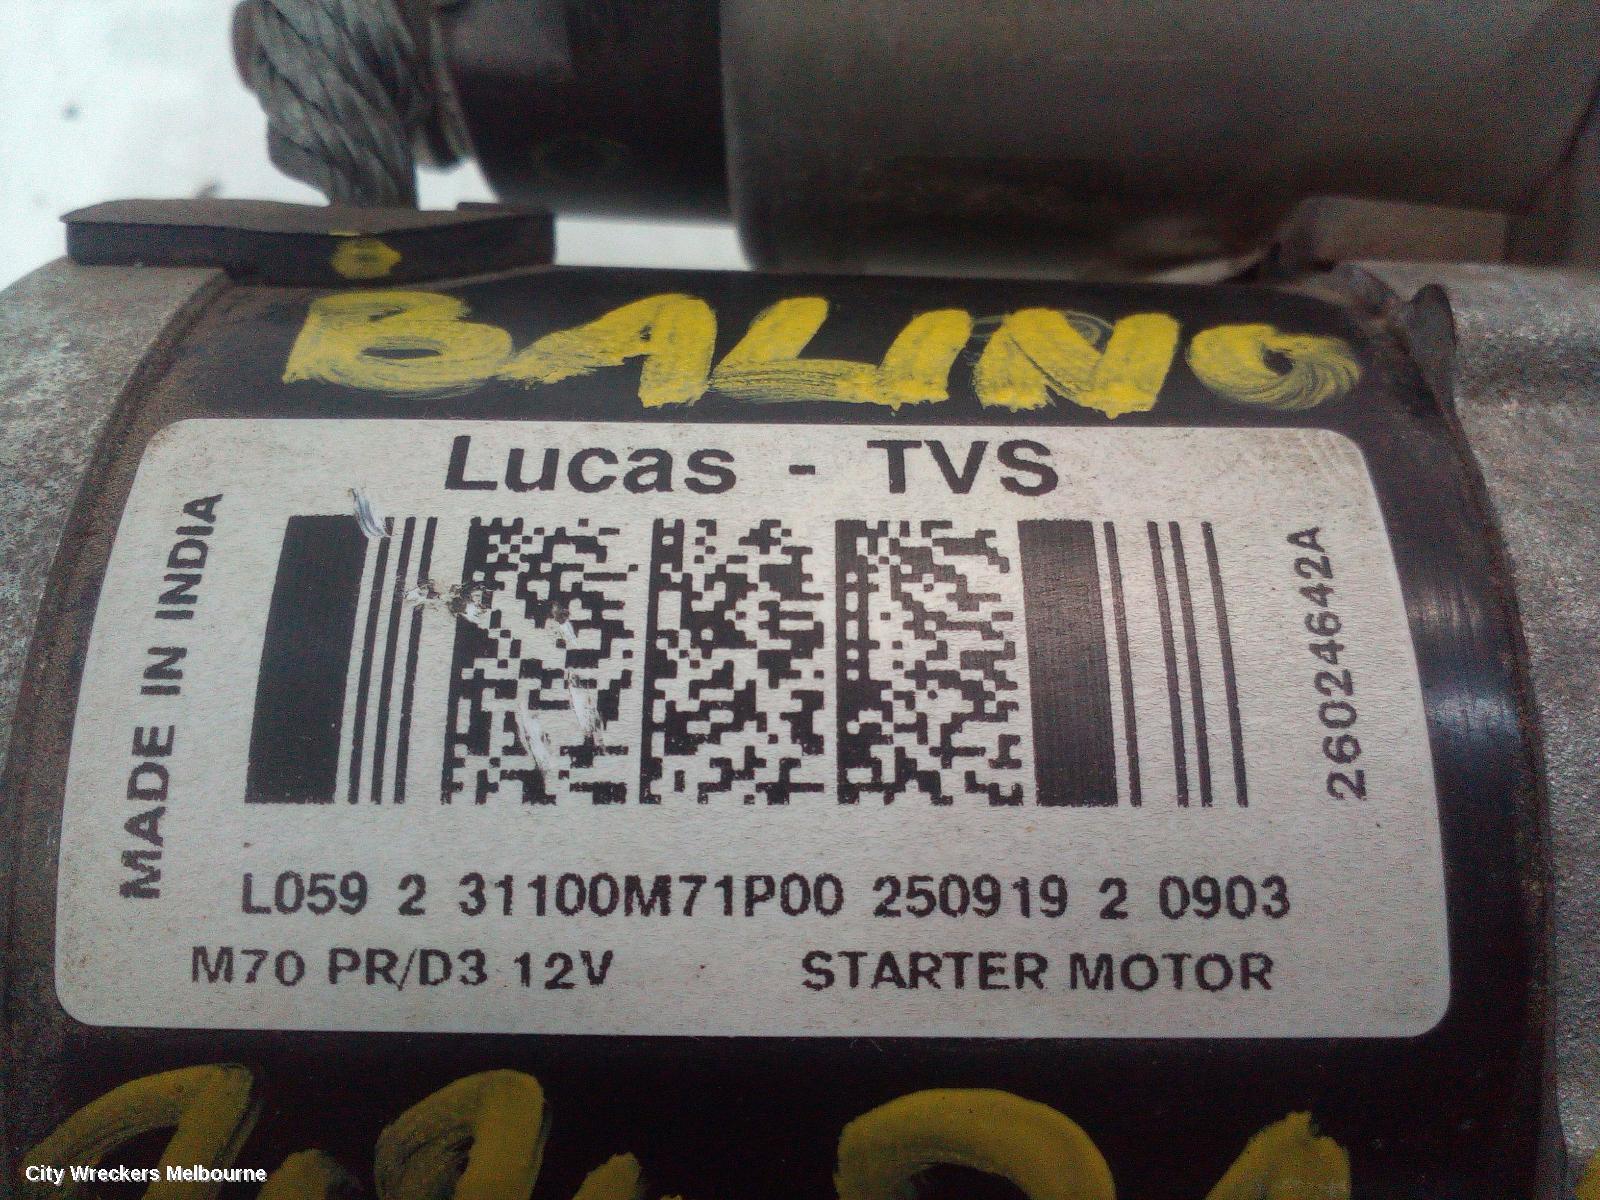 BALINO
Lucas - TVS
MADE IN INDIA
26024642A
L059 2 31100M71P00 250919 2 0903
M70 PR/D3 12V STARTER MOTOR
City Wreckers Melbourne